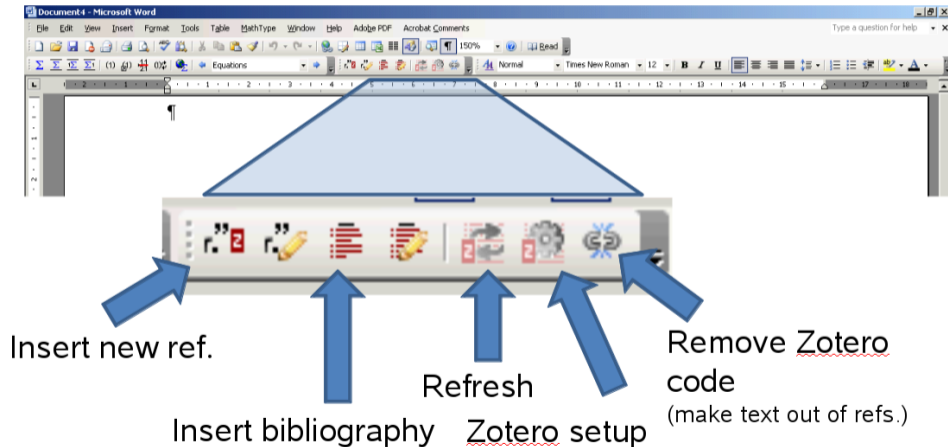 Document4 - Microsoft Word
File Edit View Insert Format Tools Table MathType Window Help Adobe PDF Acrobat Comments
Type a question for help
150%
Read
Equations
Normal
Times New Roman
12
B I U
Insert new ref.
Remove Zotero
code
(make text out of refs.)
Refresh
Insert bibliography
Zotero setup